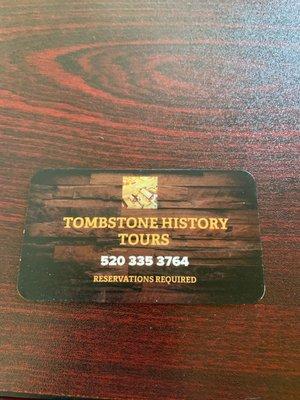 TOMBSTONE HISTORY
TOURS
520 335 3764
RESERVATIONS REQUIRED